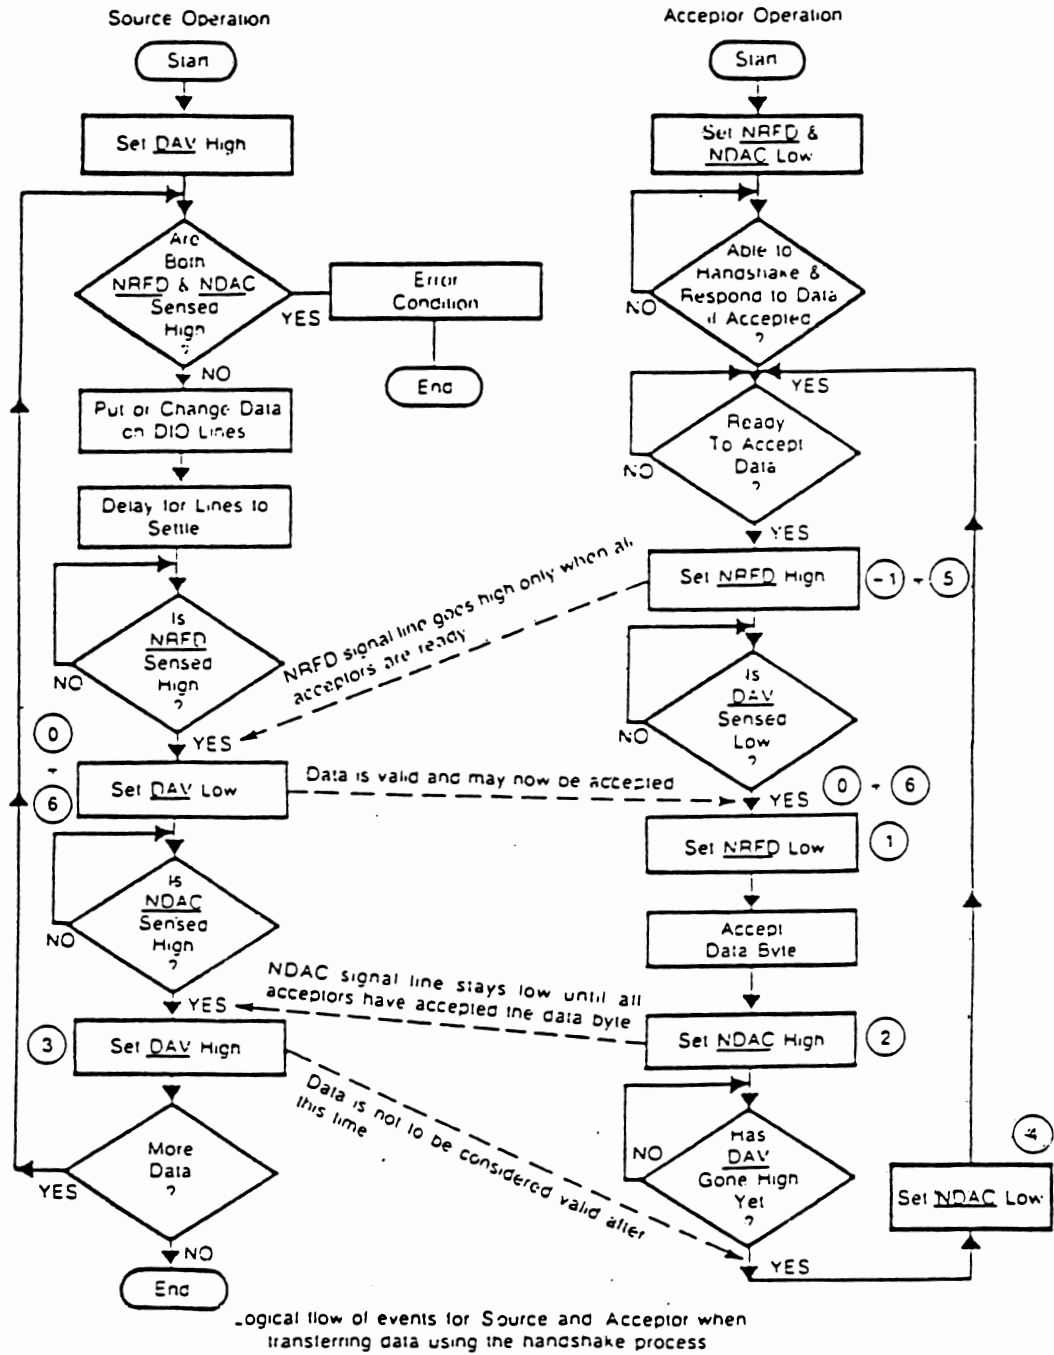 Source Operation
Start
Set DAV High
Are
Both
NRFD & NDAC
Sensed
High
?
YES
Error
Condition
End
NO
Put or Change Data
on DIO Lines
Delay for Lines to
Settle
Is
NRFD
Sensed
High
?
NO
YES
0
-
6
Set DAV Low
Is
NDAC
Sensed
High
?
NO
YES
3
Set DAV High
More
Data
?
YES
NO
End
NRFD signal line goes high only when all
acceptors are ready
Data is valid and may now be accepted
NDAC signal line stays low until all
acceptors have accepted the data byte
Data is not to be considered valid after
this time
Acceptor Operation
Start
Set NRFD &
NDAC Low
Able to
Handshake &
Respond to Data
if Accepted
?
NO
YES
Ready
To Accept
Data
?
NO
YES
Set NRFD High
-1 - 5
Is
DAV
Sensed
Low
?
NO
YES
0 - 6
Set NRFD Low
1
Accept
Data Byte
Set NDAC High
2
Has
DAV
Gone High
Yet
?
NO
YES
4
Set NDAC Low
Logical flow of events for Source and Acceptor when
transferring data using the handshake process